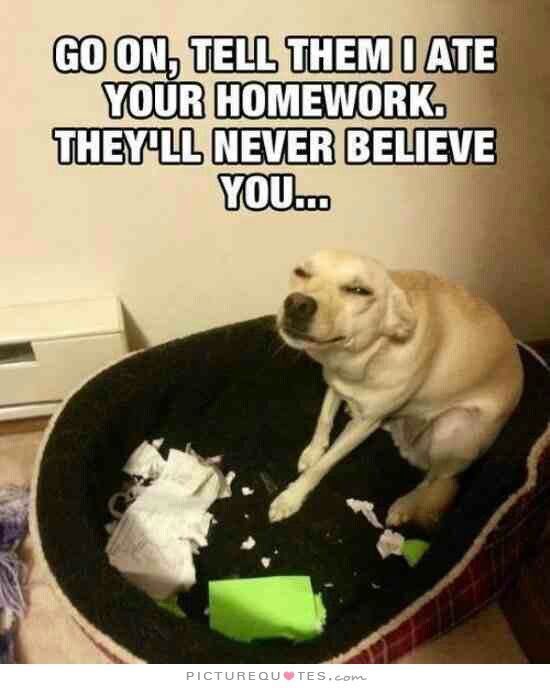 GO ON, TELL THEM I ATE
YOUR HOMEWORK.
THEY'LL NEVER BELIEVE
YOU...
PICTUREQUOTES.com